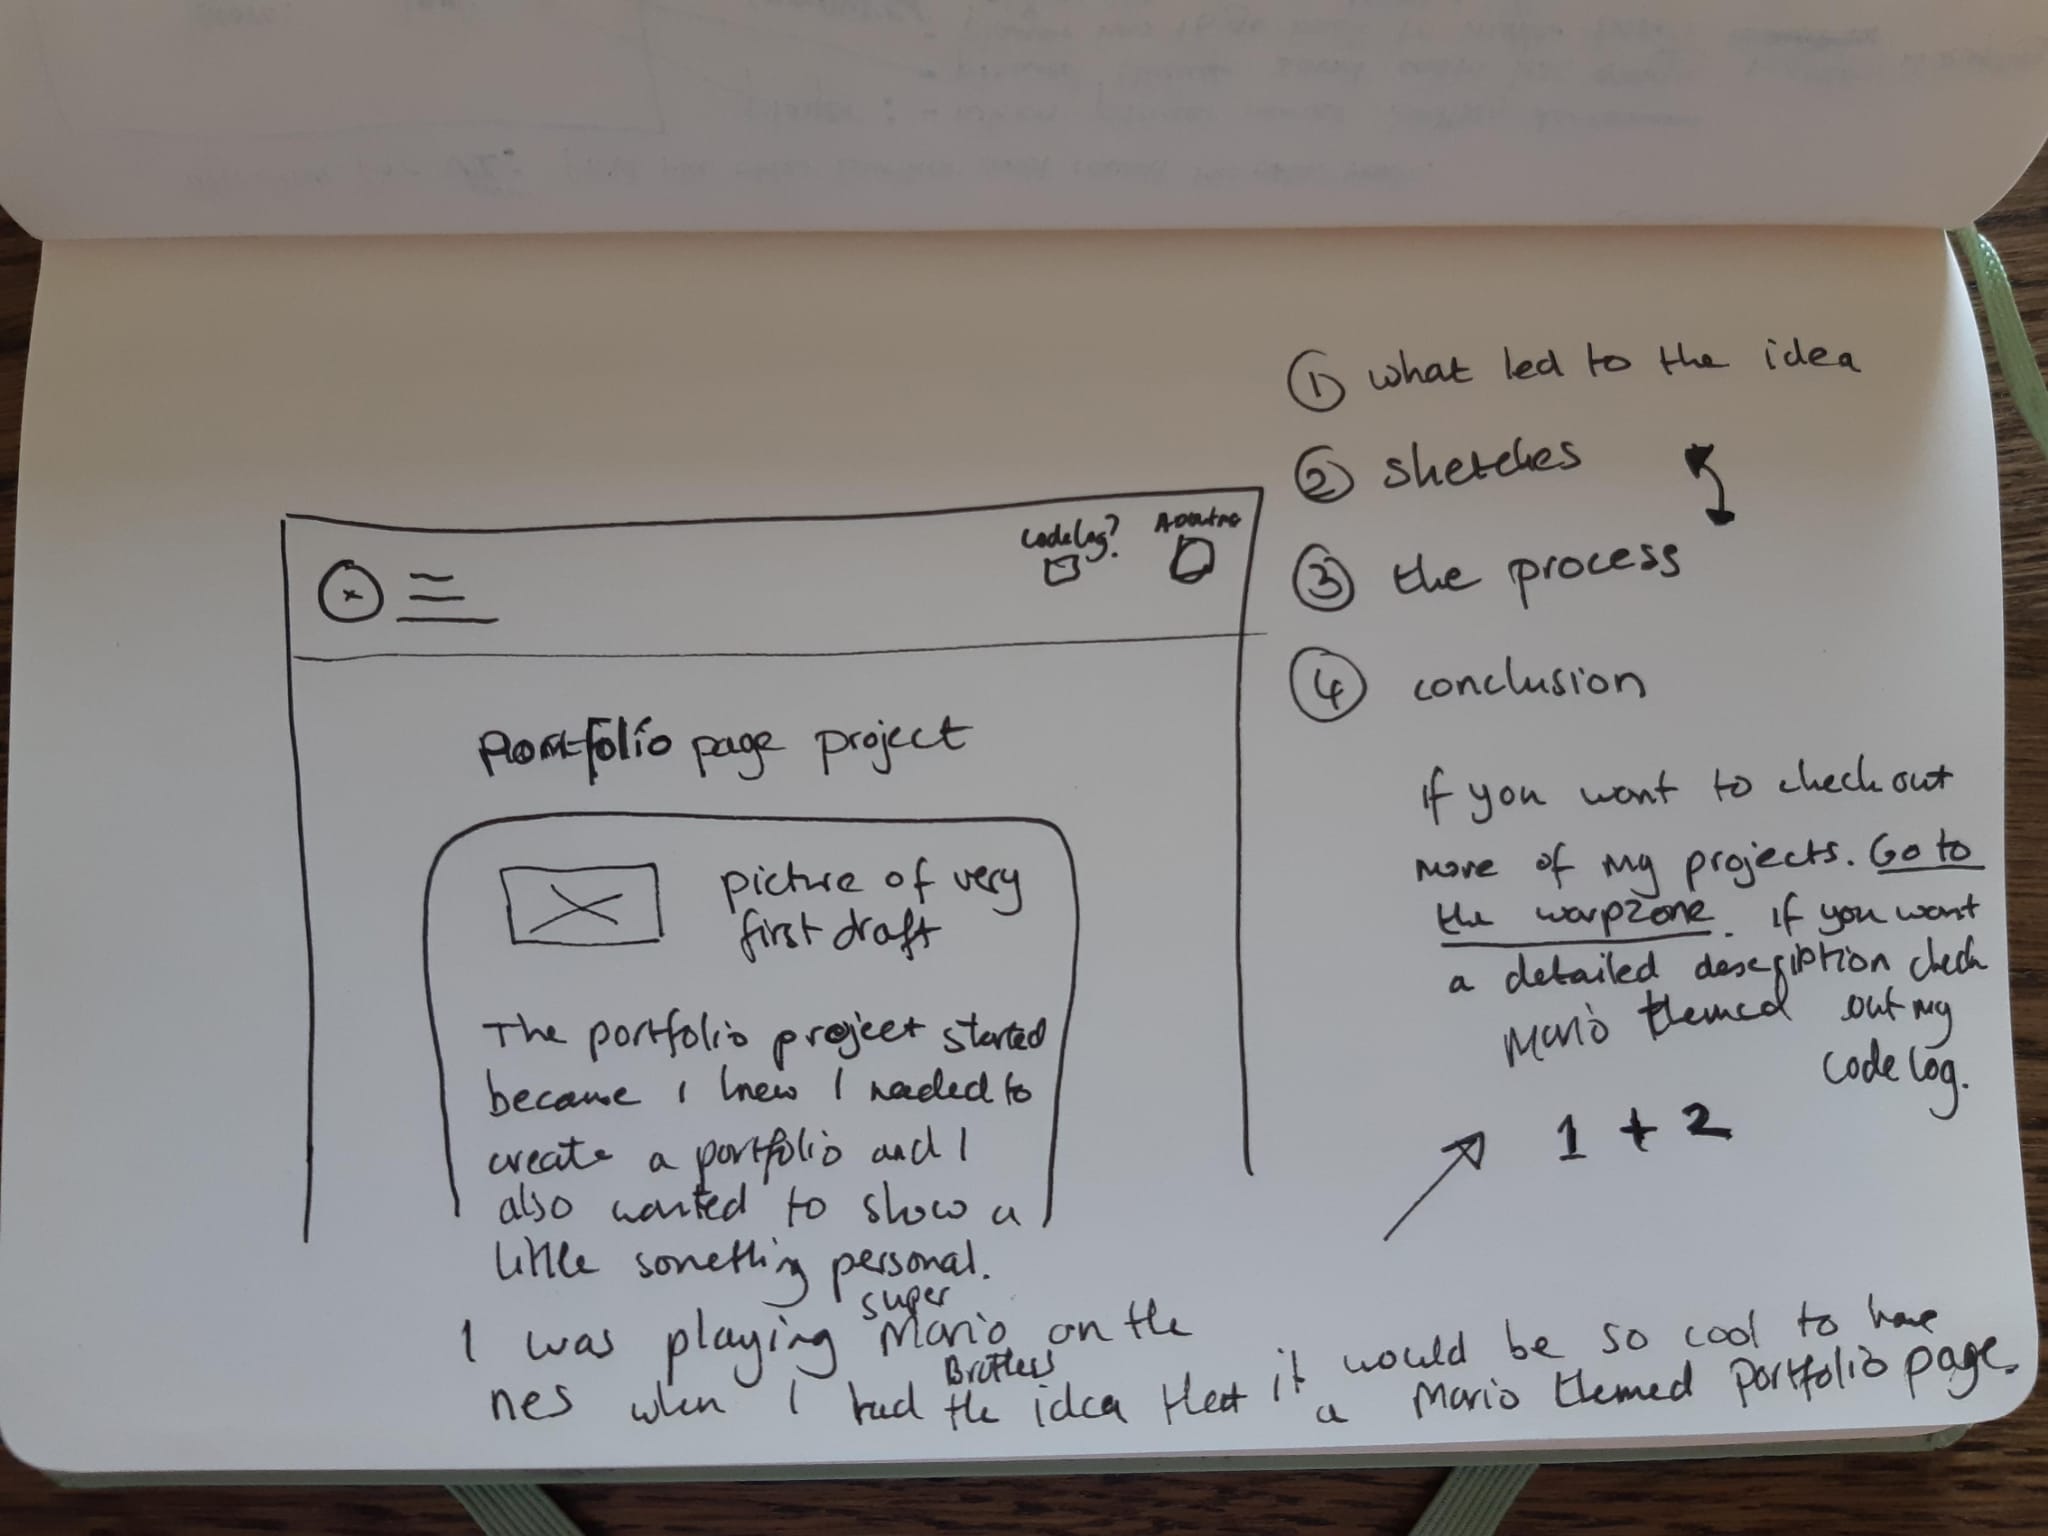 ① what led to the idea
② sketches
③ the process
④ conclusion
codelog?
Portfolio page project
picture of very
first draft
The portfolio project started
because I knew I needed to
create a portfolio and I
also wanted to show a
little something personal.
I was playing super Mario Brothers on the
nes when I had the idea that it would be so cool to have
a Mario themed portfolio page.
if you want to check out
more of my projects. Go to
the warpzone. if you want
a detailed description check
Mario themed out my
code log.
1 + 2